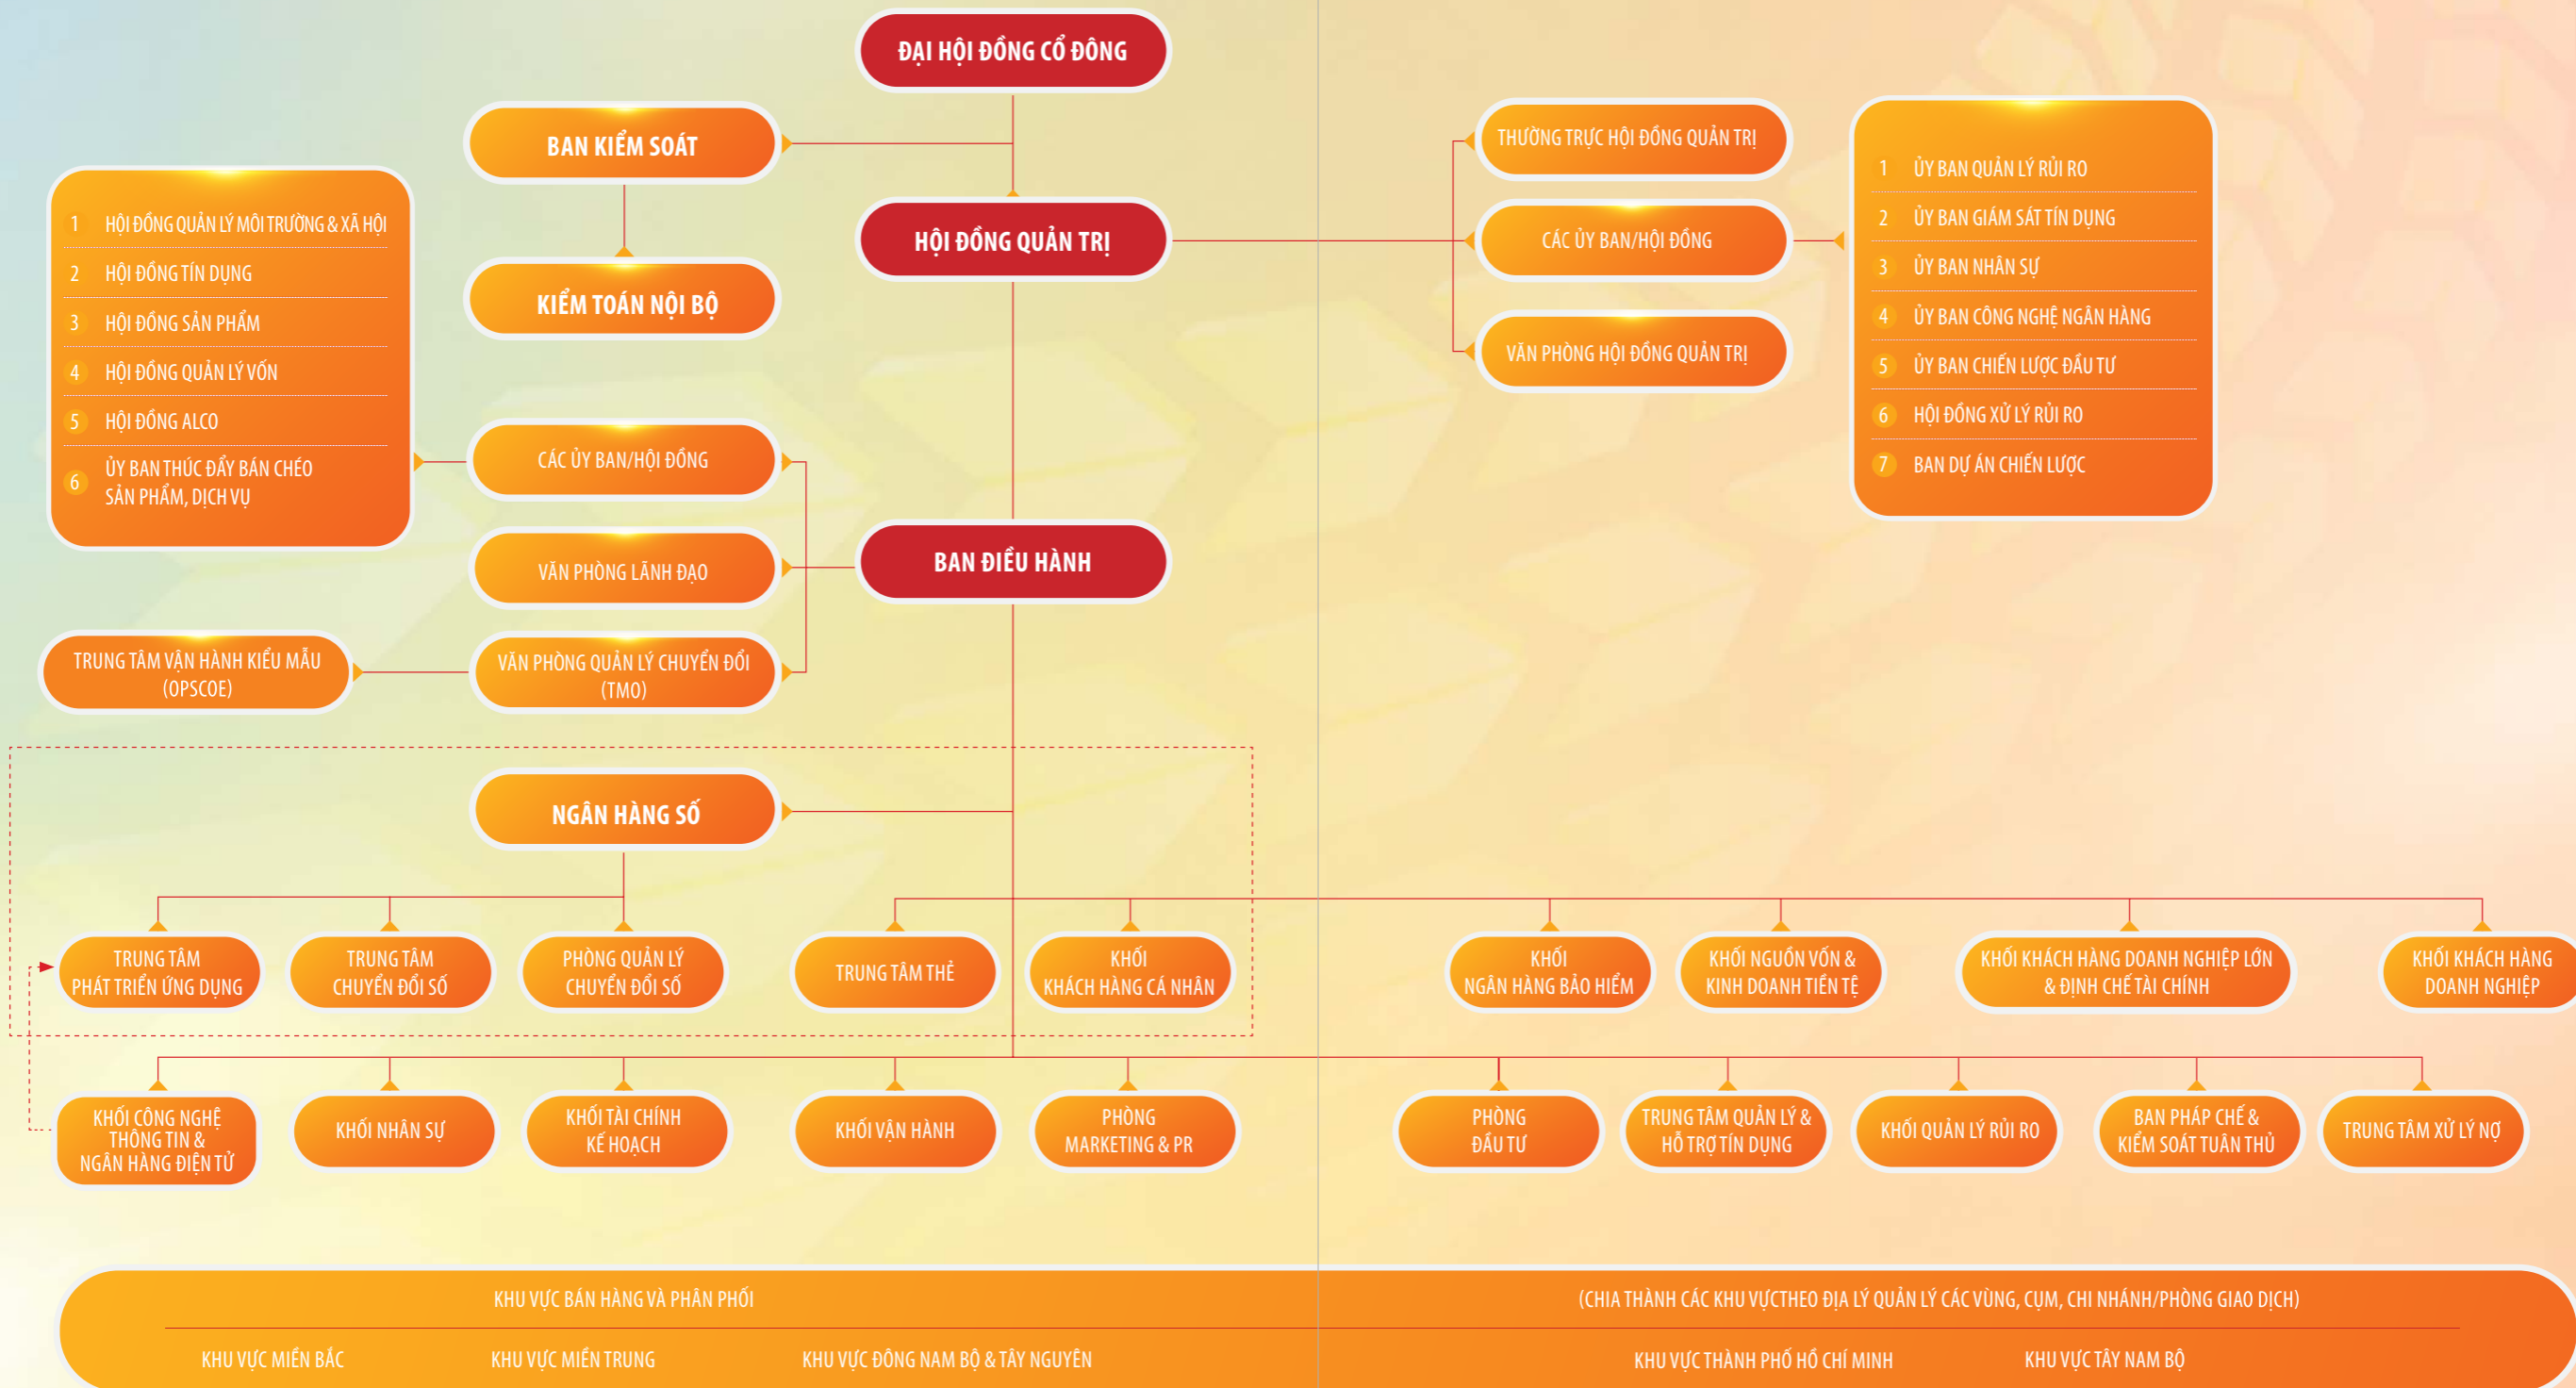 ĐẠI HỘI ĐỒNG CỔ ĐÔNG
BAN KIỂM SOÁT
THƯỜNG TRỰC HỘI ĐỒNG QUẢN TRỊ
HỘI ĐỒNG QUẢN TRỊ
CÁC ỦY BAN/HỘI ĐỒNG
KIỂM TOÁN NỘI BỘ
VĂN PHÒNG HỘI ĐỒNG QUẢN TRỊ
1 ỦY BAN QUẢN LÝ RỦI RO
2 ỦY BAN GIÁM SÁT TÍN DỤNG
3 ỦY BAN NHÂN SỰ
4 ỦY BAN CÔNG NGHỆ NGÂN HÀNG
5 ỦY BAN CHIẾN LƯỢC ĐẦU TƯ
6 HỘI ĐỒNG XỬ LÝ RỦI RO
7 BAN DỰ ÁN CHIẾN LƯỢC
1 HỘI ĐỒNG QUẢN LÝ MÔI TRƯỜNG & XÃ HỘI
2 HỘI ĐỒNG TÍN DỤNG
3 HỘI ĐỒNG SẢN PHẨM
4 HỘI ĐỒNG QUẢN LÝ VỐN
5 HỘI ĐỒNG ALCO
6 ỦY BAN THÚC ĐẨY BÁN CHÉO
SẢN PHẨM, DỊCH VỤ
CÁC ỦY BAN/HỘI ĐỒNG
VĂN PHÒNG LÃNH ĐẠO
BAN ĐIỀU HÀNH
TRUNG TÂM VẬN HÀNH KIỂU MẪU
(OPSCOE)
VĂN PHÒNG QUẢN LÝ CHUYỂN ĐỔI
(TMO)
NGÂN HÀNG SỐ
TRUNG TÂM
PHÁT TRIỂN ỨNG DỤNG
TRUNG TÂM
CHUYỂN ĐỔI SỐ
PHÒNG QUẢN LÝ
CHUYỂN ĐỔI SỐ
TRUNG TÂM THẺ
KHỐI
KHÁCH HÀNG CÁ NHÂN
KHỐI
NGÂN HÀNG BẢO HIỂM
KHỐI NGUỒN VỐN &
KINH DOANH TIỀN TỆ
KHỐI KHÁCH HÀNG DOANH NGHIỆP LỚN
& ĐỊNH CHẾ TÀI CHÍNH
KHỐI KHÁCH HÀNG
DOANH NGHIỆP
KHỐI CÔNG NGHỆ
THÔNG TIN &
NGÂN HÀNG ĐIỆN TỬ
KHỐI NHÂN SỰ
KHỐI TÀI CHÍNH
KẾ HOẠCH
KHỐI VẬN HÀNH
PHÒNG
MARKETING & PR
PHÒNG
ĐẦU TƯ
TRUNG TÂM QUẢN LÝ &
HỖ TRỢ TÍN DỤNG
KHỐI QUẢN LÝ RỦI RO
BAN PHÁP CHẾ &
KIỂM SOÁT TUÂN THỦ
TRUNG TÂM XỬ LÝ NỢ
KHU VỰC BÁN HÀNG VÀ PHÂN PHỐI
(CHIA THÀNH CÁC KHU VỰCTHEO ĐỊA LÝ QUẢN LÝ CÁC VÙNG, CỤM, CHI NHÁNH/PHÒNG GIAO DỊCH)
KHU VỰC MIỀN BẮC
KHU VỰC MIỀN TRUNG
KHU VỰC ĐÔNG NAM BỘ & TÂY NGUYÊN
KHU VỰC THÀNH PHỐ HỒ CHÍ MINH
KHU VỰC TÂY NAM BỘ